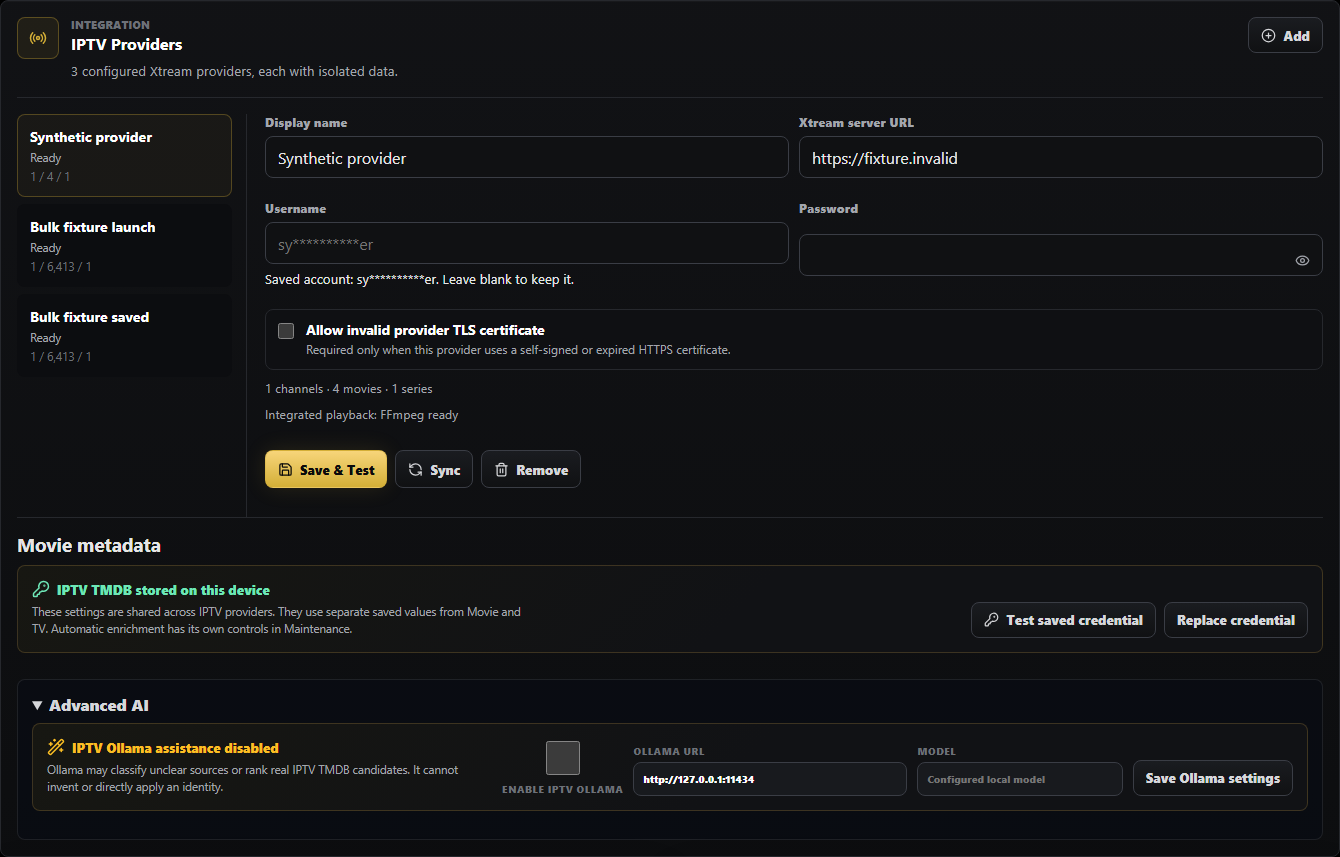 INTEGRATION
IPTV Providers
3 configured Xtream providers, each with isolated data.
Add
Synthetic provider
Ready
1 / 4 / 1
Bulk fixture launch
Ready
1 / 6,413 / 1
Bulk fixture saved
Ready
1 / 6,413 / 1
Display name
Synthetic provider
Xtream server URL
https://fixture.invalid
Username
sy**********er
Saved account: sy**********er. Leave blank to keep it.
Password
Allow invalid provider TLS certificate
Required only when this provider uses a self-signed or expired HTTPS certificate.
1 channels · 4 movies · 1 series
Integrated playback: FFmpeg ready
Save & Test
Sync
Remove
Movie metadata
IPTV TMDB stored on this device
These settings are shared across IPTV providers. They use separate saved values from Movie and
TV. Automatic enrichment has its own controls in Maintenance.
Test saved credential
Replace credential
Advanced AI
IPTV Ollama assistance disabled
Ollama may classify unclear sources or rank real IPTV TMDB candidates. It cannot
invent or directly apply an identity.
ENABLE IPTV OLLAMA
OLLAMA URL
http://127.0.0.1:11434
MODEL
Configured local model
Save Ollama settings